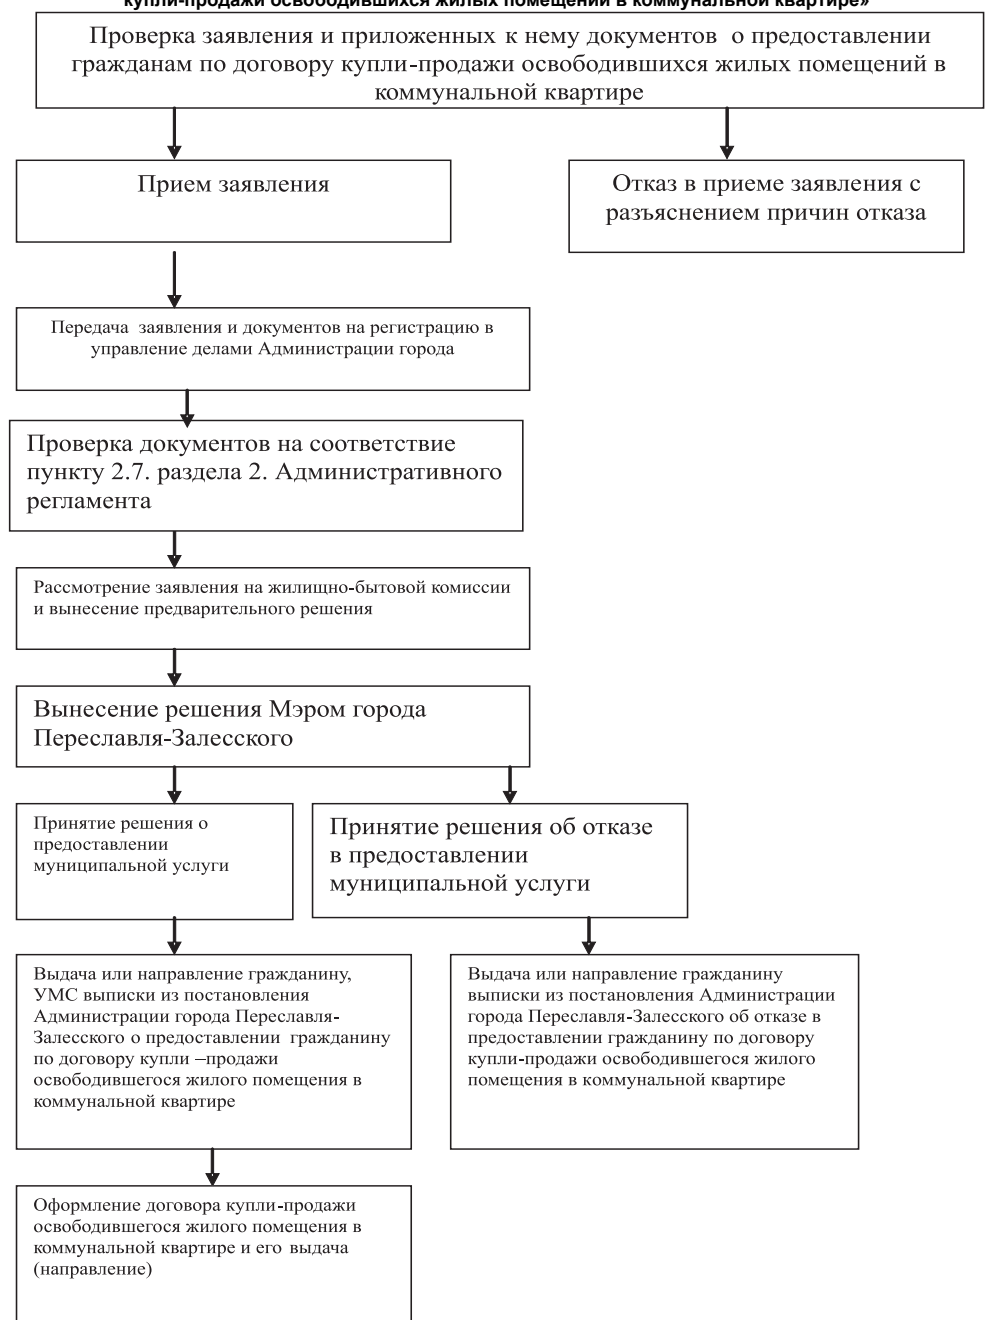 купли-продажи освободившихся жилых помещений в коммунальной квартире»
Проверка заявления и приложенных к нему документов о предоставлении
гражданам по договору купли-продажи освободившихся жилых помещений в
коммунальной квартире
Прием заявления
Отказ в приеме заявления с
разъяснением причин отказа
Передача заявления и документов на регистрацию в
управление делами Администрации города
Проверка документов на соответствие
пункту 2.7. раздела 2. Административного
регламента
Рассмотрение заявления на жилищно-бытовой комиссии
и вынесение предварительного решения
Вынесение решения Мэром города
Переславля-Залесского
Принятие решения о
предоставлении
муниципальной услуги
Принятие решения об отказе
в предоставлении
муниципальной услуги
Выдача или направление гражданину,
УМС выписки из постановления
Администрации города Переславля-
Залесского о предоставлении гражданину
по договору купли –продажи
освободившегося жилого помещения в
коммунальной квартире
Выдача или направление гражданину
выписки из постановления Администрации
города Переславля-Залесского об отказе в
предоставлении гражданину по договору
купли-продажи освободившегося жилого
помещения в коммунальной квартире
Оформление договора купли-продажи
освободившегося жилого помещения в
коммунальной квартире и его выдача
(направление)